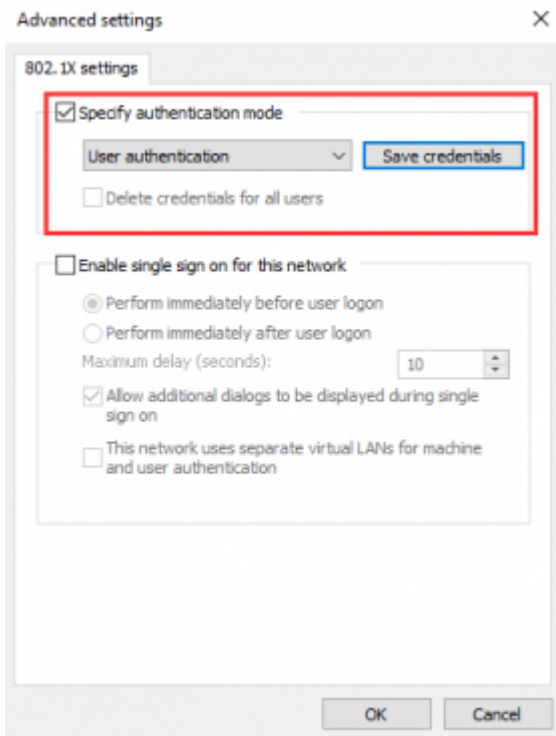 Advanced settings
802.1X settings
Specify authentication mode
User authentication
Save credentials
Delete credentials for all users
Enable single sign on for this network
Perform immediately before user logon
Perform immediately after user logon
Maximum delay (seconds):
10
Allow additional dialogs to be displayed during single
sign on
This network uses separate virtual LANs for machine
and user authentication
OK
Cancel